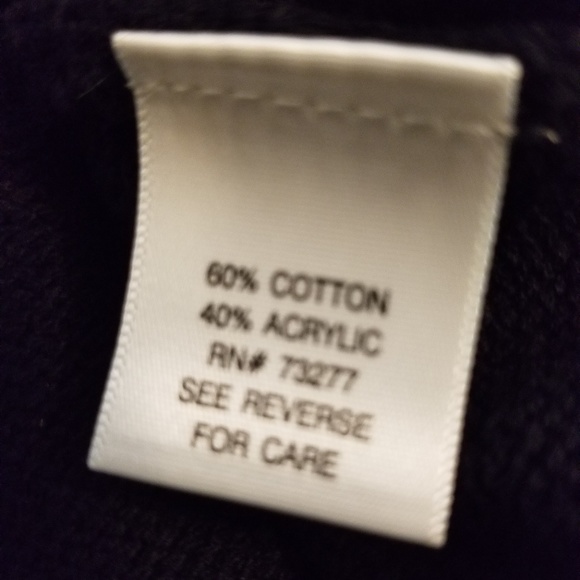 60% COTTON
40% ACRYLIC
RN# 73277
SEE REVERSE
FOR CARE